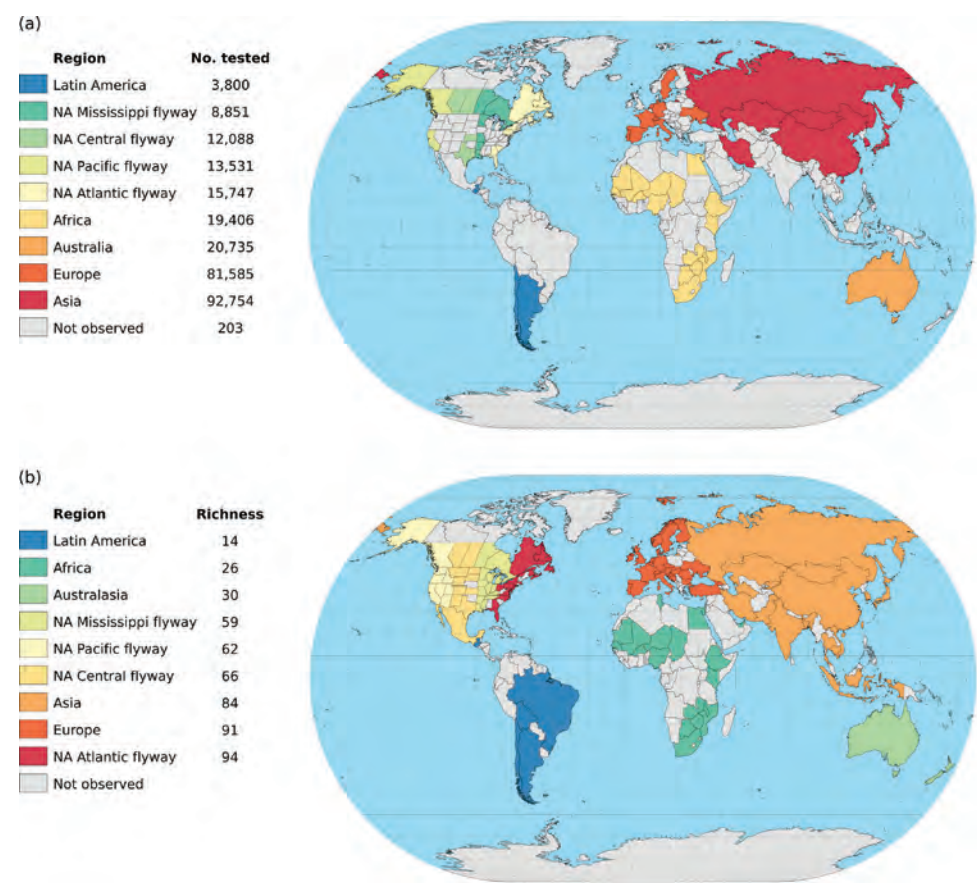 (a)
Region No. tested
Latin America 3,800
NA Mississippi flyway 8,851
NA Central flyway 12,088
NA Pacific flyway 13,531
NA Atlantic flyway 15,747
Africa 19,406
Australia 20,735
Europe 81,585
Asia 92,754
Not observed 203
(b)
Region Richness
Latin America 14
Africa 26
Australasia 30
NA Mississippi flyway 59
NA Pacific flyway 62
NA Central flyway 66
Asia 84
Europe 91
NA Atlantic flyway 94
Not observed